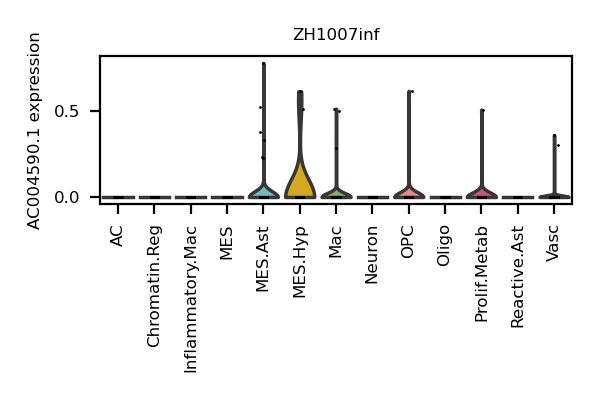 ZH1007inf
AC004590.1 expression
0.5
0.0
AC
Chromatin.Reg
Inflammatory.Mac
MES
MES.Ast
MES.Hyp
Mac
Neuron
OPC
Oligo
Prolif.Metab
Reactive.Ast
Vasc